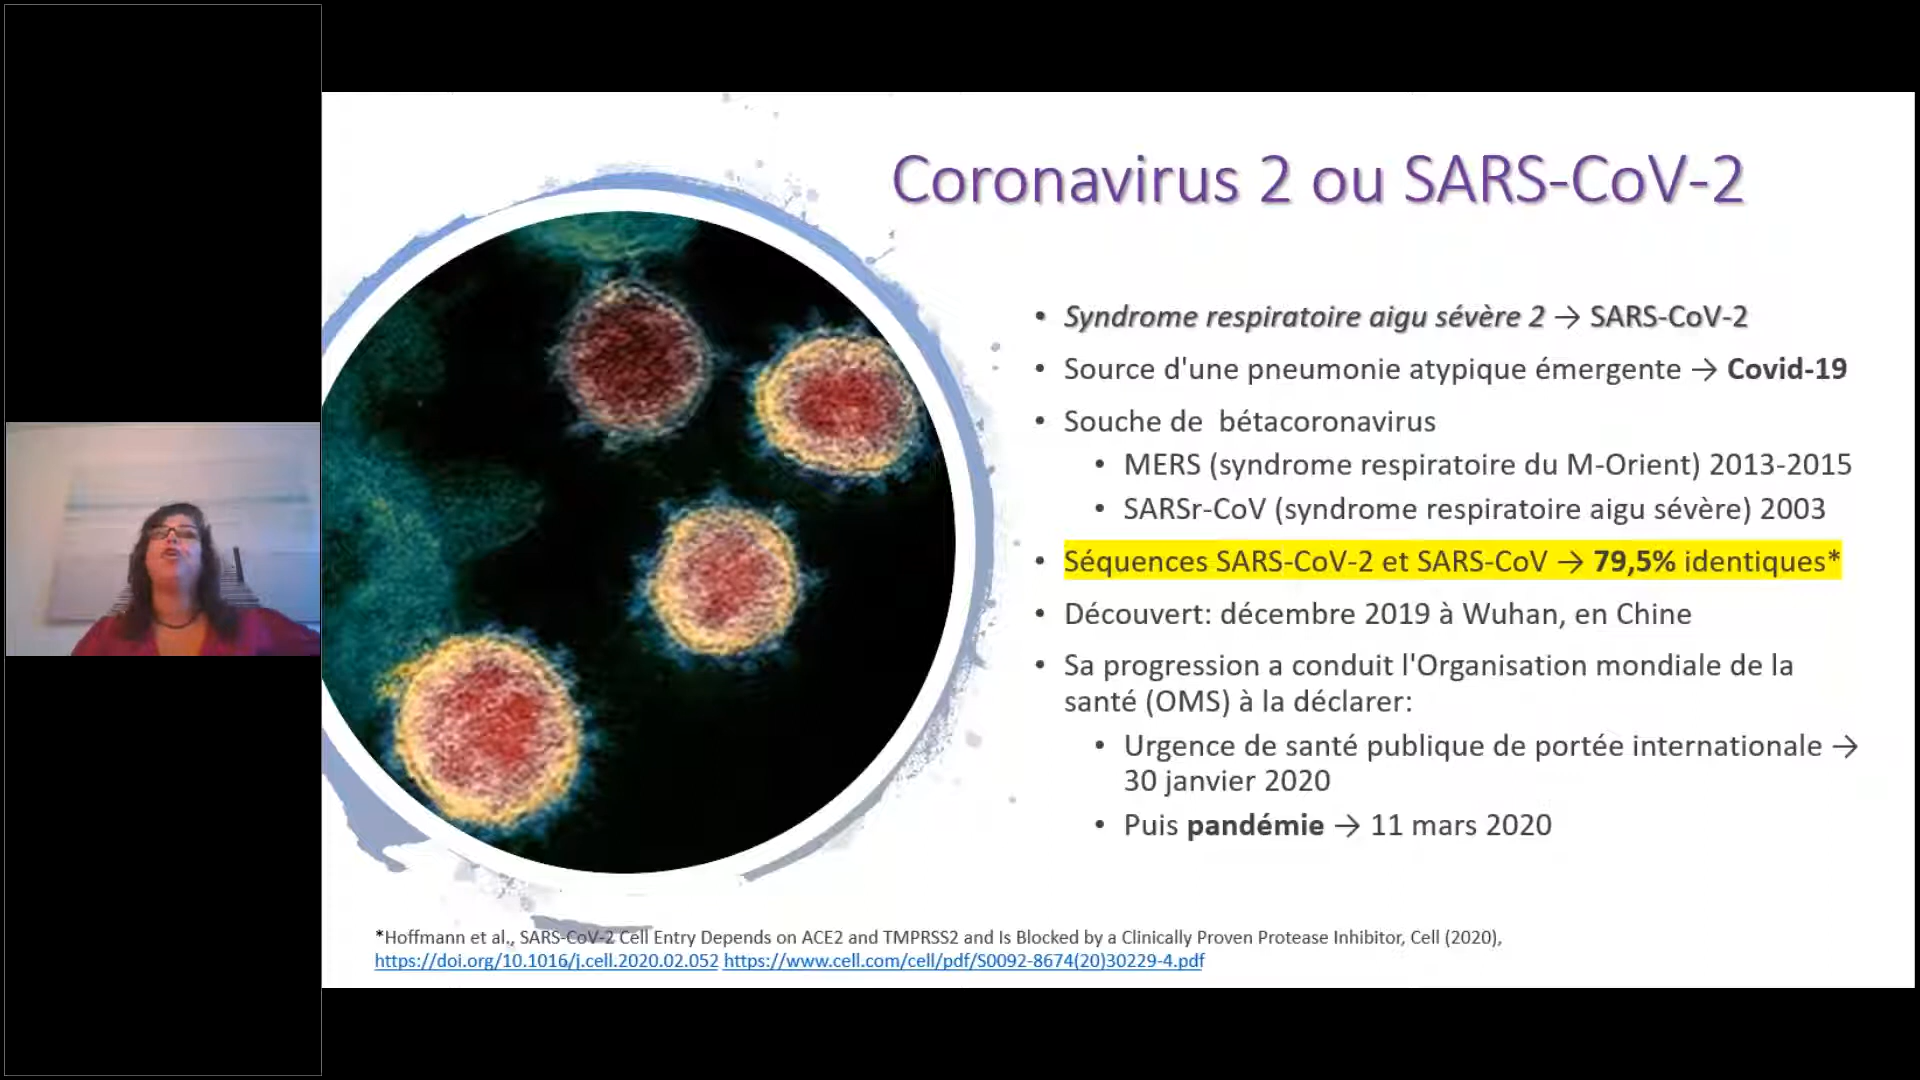 Coronavirus 2 ou SARS-CoV-2
• Syndrome respiratoire aigu sévère 2 → SARS-CoV-2
• Source d'une pneumonie atypique émergente → Covid-19
• Souche de  bétacoronavirus
• MERS (syndrome respiratoire du M-Orient) 2013-2015
• SARSr-CoV (syndrome respiratoire aigu sévère) 2003
• Séquences SARS-CoV-2 et SARS-CoV → 79,5% identiques*
• Découvert: décembre 2019 à Wuhan, en Chine
• Sa progression a conduit l'Organisation mondiale de la
santé (OMS) à la déclarer:
• Urgence de santé publique de portée internationale →
30 janvier 2020
• Puis pandémie → 11 mars 2020
*Hoffmann et al., SARS-CoV-2 Cell Entry Depends on ACE2 and TMPRSS2 and Is Blocked by a Clinically Proven Protease Inhibitor, Cell (2020),
https://doi.org/10.1016/j.cell.2020.02.052 https://www.cell.com/cell/pdf/S0092-8674(20)30229-4.pdf